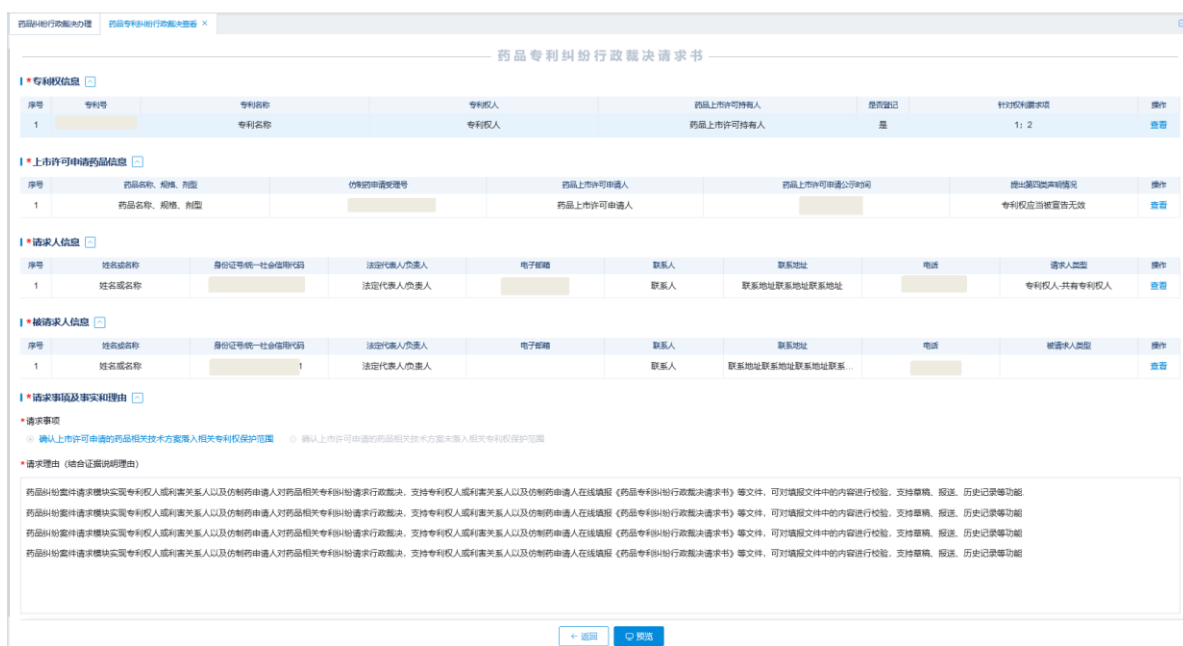 药品纠纷行政裁决办理 药品专利纠纷行政裁决查看 ×
药品专利纠纷行政裁决请求书
*专利权信息
序号 专利号 专利名称 专利权人 药品上市许可持有人 是否登记 针对权利要求项 操作
1 专利名称 专利权人 药品上市许可持有人 是 1; 2 查看
*上市许可申请药品信息
序号 药品名称、规格、剂型 仿制药申请受理号 药品上市许可申请人 药品上市许可申请公示时间 提出第四类声明情况 操作
1 药品名称、规格、剂型 药品上市许可申请人 专利权应当被宣告无效 查看
*请求人信息
序号 姓名或名称 身份证号/统一社会信用代码 法定代表人/负责人 电子邮箱 联系人 联系地址 电话 请求人类型 操作
1 姓名或名称 法定代表人/负责人 联系人 联系地址联系地址联系地址 专利权人-共有专利权人 查看
*被请求人信息
序号 姓名或名称 身份证号/统一社会信用代码 法定代表人/负责人 电子邮箱 联系人 联系地址 电话 被请求人类型 操作
1 姓名或名称 1 法定代表人/负责人 联系人 联系地址联系地址联系地址联系... 查看
*请求事项及事实和理由
*请求事项
确认上市许可申请的药品相关技术方案落入相关专利权保护范围 确认上市许可申请的药品相关技术方案未落入相关专利权保护范围
*请求理由（结合证据说明理由）
药品纠纷案件请求模块实现专利权人或利害关系人以及仿制药申请人对药品相关专利纠纷请求行政裁决，支持专利权人或利害关系人以及仿制药申请人在线填报《药品专利纠纷行政裁决请求书》等文件，可对填报文件中的内容进行校验，支持草稿、报送、历史记录等功能.
药品纠纷案件请求模块实现专利权人或利害关系人以及仿制药申请人对药品相关专利纠纷请求行政裁决，支持专利权人或利害关系人以及仿制药申请人在线填报《药品专利纠纷行政裁决请求书》等文件，可对填报文件中的内容进行校验，支持草稿、报送、历史记录等功能
药品纠纷案件请求模块实现专利权人或利害关系人以及仿制药申请人对药品相关专利纠纷请求行政裁决，支持专利权人或利害关系人以及仿制药申请人在线填报《药品专利纠纷行政裁决请求书》等文件，可对填报文件中的内容进行校验，支持草稿、报送、历史记录等功能
药品纠纷案件请求模块实现专利权人或利害关系人以及仿制药申请人对药品相关专利纠纷请求行政裁决，支持专利权人或利害关系人以及仿制药申请人在线填报《药品专利纠纷行政裁决请求书》等文件，可对填报文件中的内容进行校验，支持草稿、报送、历史记录等功能
← 返回 预览